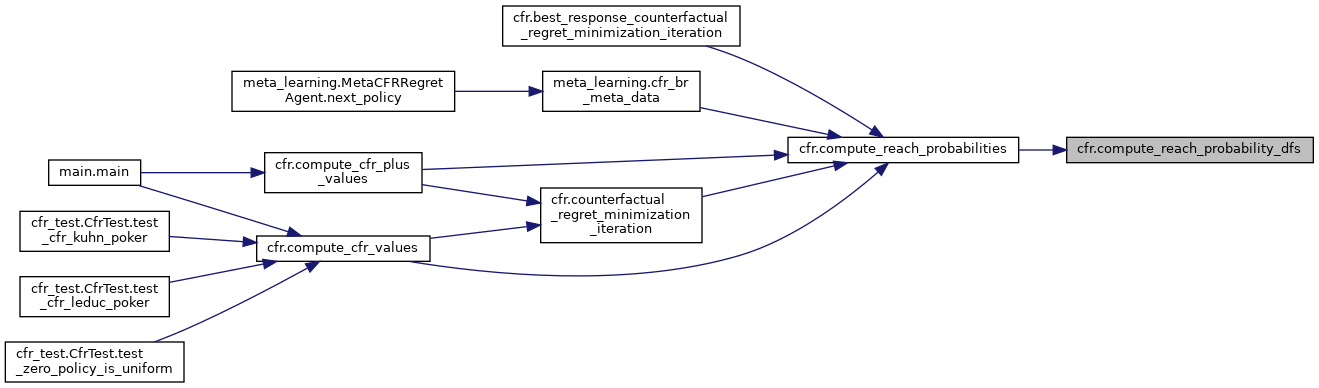 cfr.best_response_counterfactual
_regret_minimization_iteration
meta_learning.MetaCFRRegret
Agent.next_policy
meta_learning.cfr_br
_meta_data
cfr.compute_reach_probabilities
cfr.compute_reach_probability_dfs
main.main
cfr.compute_cfr_plus
_values
cfr.counterfactual
_regret_minimization
_iteration
cfr_test.CfrTest.test
_cfr_kuhn_poker
cfr.compute_cfr_values
cfr_test.CfrTest.test
_cfr_leduc_poker
cfr_test.CfrTest.test
_zero_policy_is_uniform